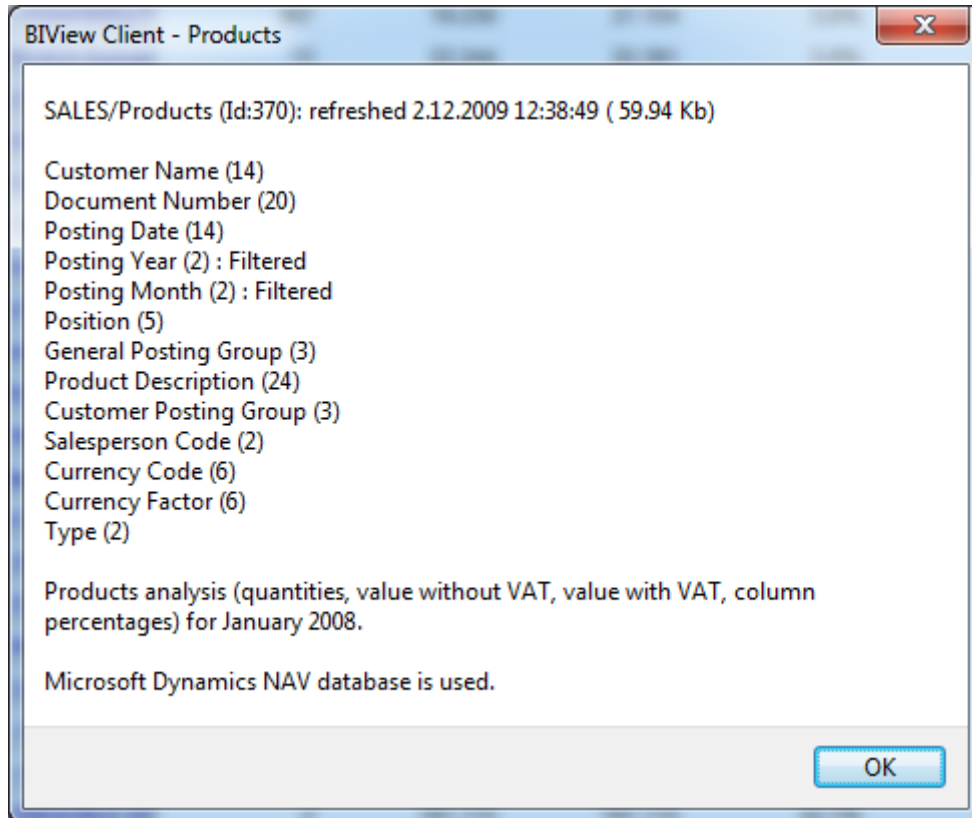 BIView Client - Products
SALES/Products (Id:370): refreshed 2.12.2009 12:38:49 ( 59.94 Kb)
Customer Name (14)
Document Number (20)
Posting Date (14)
Posting Year (2) : Filtered
Posting Month (2) : Filtered
Position (5)
General Posting Group (3)
Product Description (24)
Customer Posting Group (3)
Salesperson Code (2)
Currency Code (6)
Currency Factor (6)
Type (2)
Products analysis (quantities, value without VAT, value with VAT, column
percentages) for January 2008.
Microsoft Dynamics NAV database is used.
OK